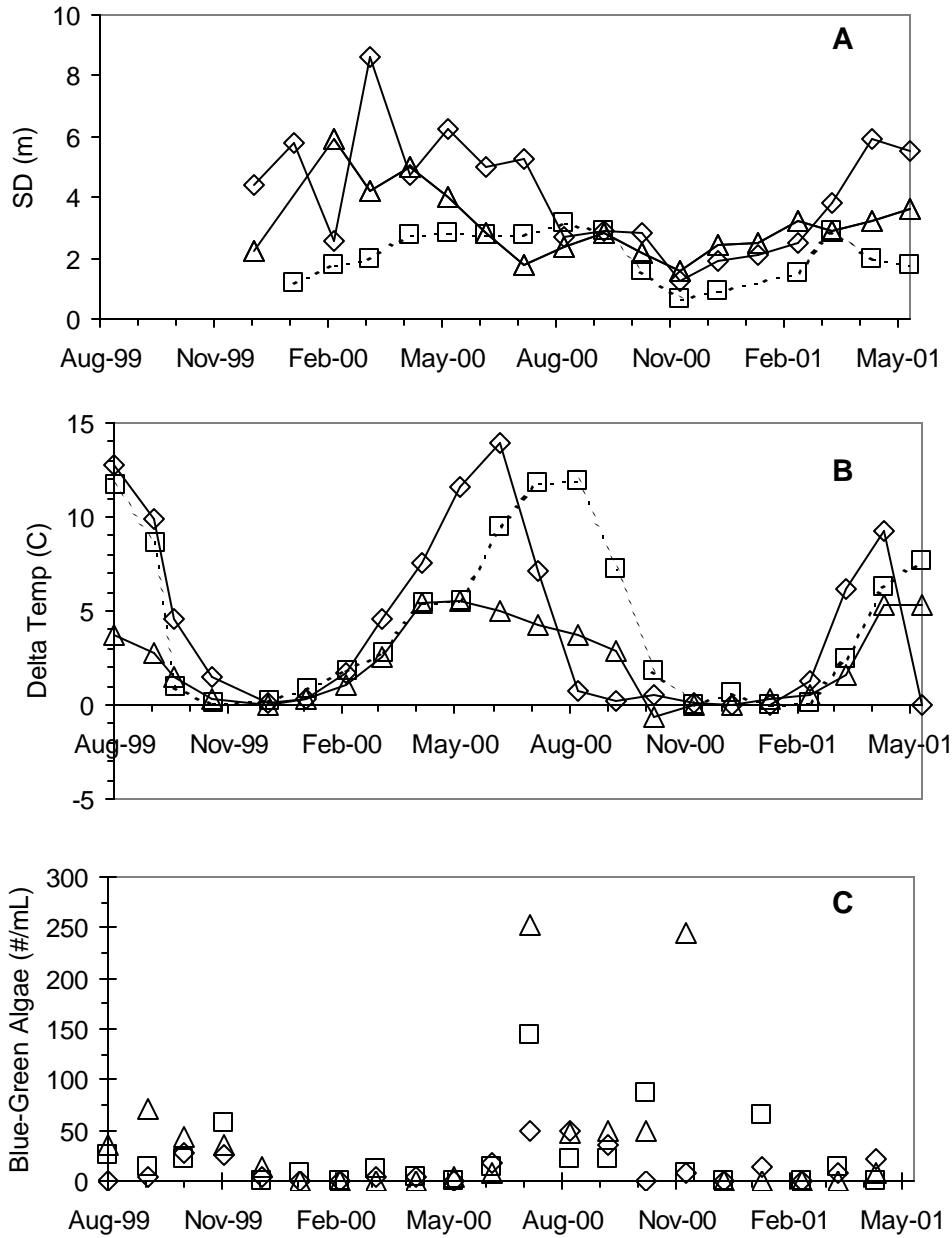 10
A
8
6
SD (m)
4
2
0
Aug-99 Nov-99 Feb-00 May-00 Aug-00 Nov-00 Feb-01 May-01
15
B
10
Delta Temp (C)
5
0
Aug-99 Nov-99 Feb-00 May-00 Aug-00 Nov-00 Feb-01 May-01
-5
300
C
250
200
Blue-Green Algae (#/mL)
150
100
50
0
Aug-99 Nov-99 Feb-00 May-00 Aug-00 Nov-00 Feb-01 May-01